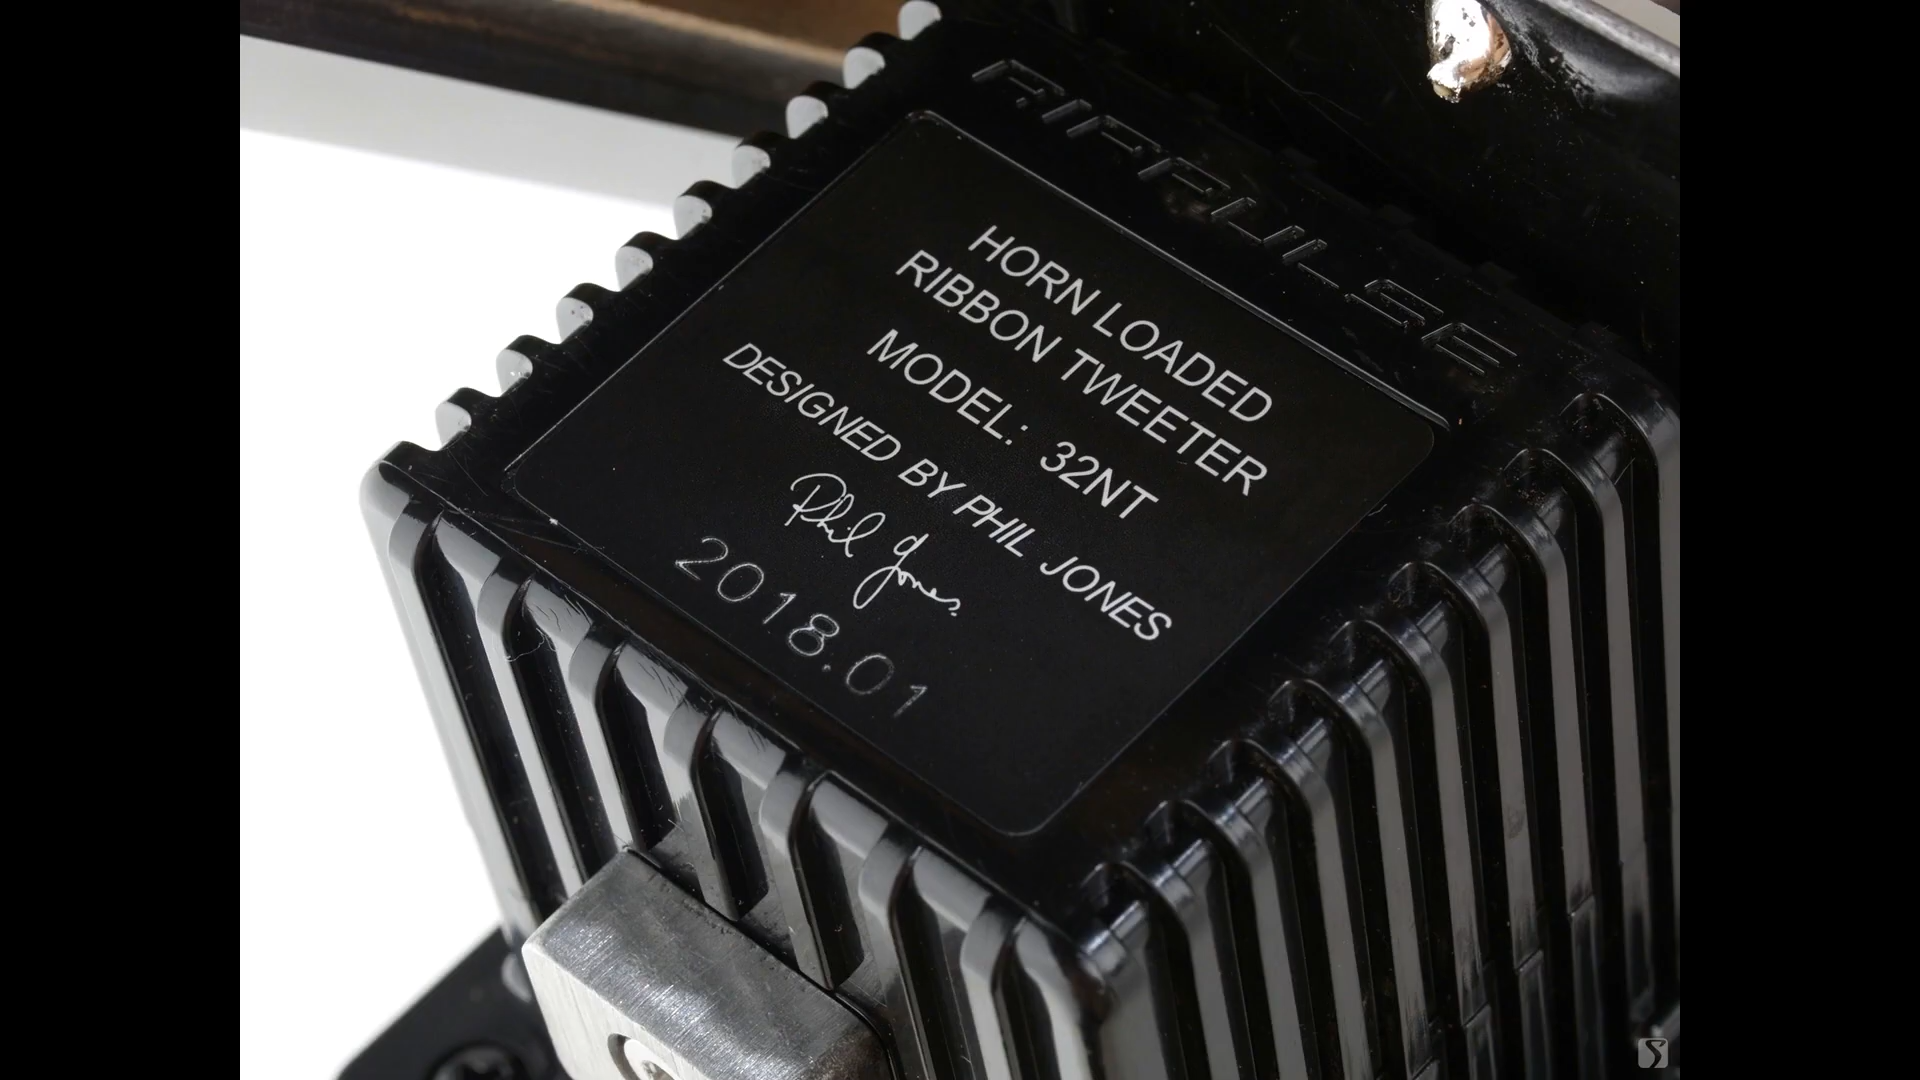 AIRPULSE
HORN LOADED
RIBBON TWEETER
MODEL: 32NT
DESIGNED BY PHIL JONES
Phil Jones
2018.01